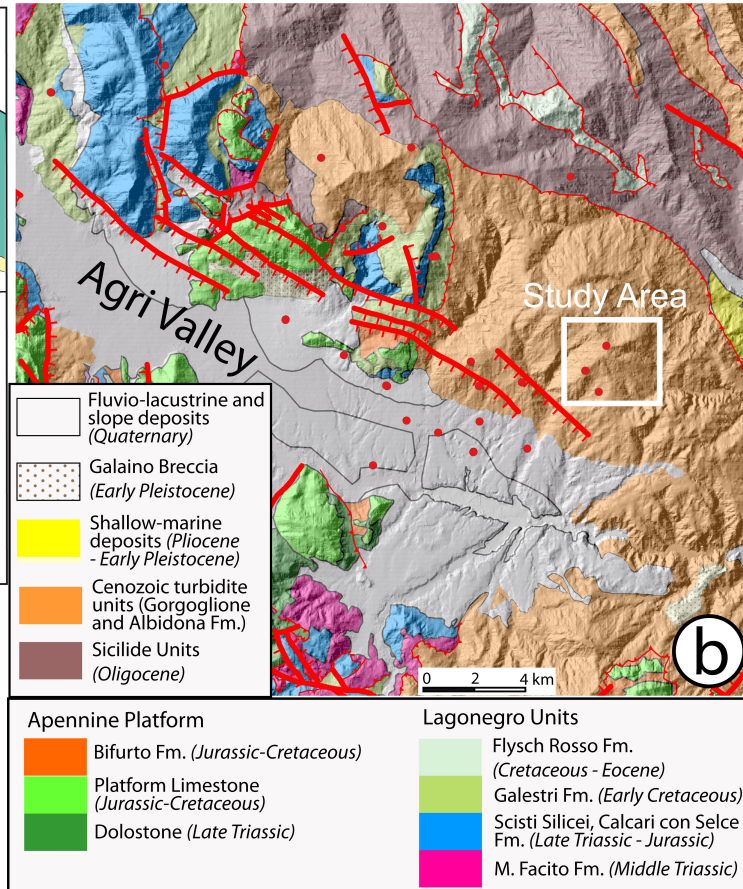 Agri Valley
Study Area
Fluvio-lacustrine and
slope deposits
(Quaternary)
Galaino Breccia
(Early Pleistocene)
Shallow-marine
deposits (Pliocene
- Early Pleistocene)
Cenozoic turbidite
units (Gorgoglione
and Albidona Fm.)
Sicilide Units
(Oligocene)
b
0 2 4 km
Apennine Platform
Bifurto Fm. (Jurassic-Cretaceous)
Platform Limestone
(Jurassic-Cretaceous)
Dolostone (Late Triassic)
Lagonegro Units
Flysch Rosso Fm.
(Cretaceous - Eocene)
Galestri Fm. (Early Cretaceous)
Scisti Silicei, Calcari con Selce
Fm. (Late Triassic - Jurassic)
M. Facito Fm. (Middle Triassic)